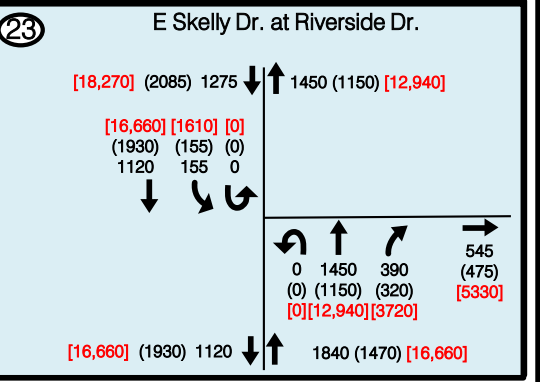 23
E Skelly Dr. at Riverside Dr.
[18,270] (2085) 1275
1450 (1150) [12,940]
[16,660] [1610] [0]
(1930) (155) (0)
1120 155 0
0 1450 390
(0) (1150) (320)
[0] [12,940] [3720]
545
(475)
[5330]
[16,660] (1930) 1120
1840 (1470) [16,660]